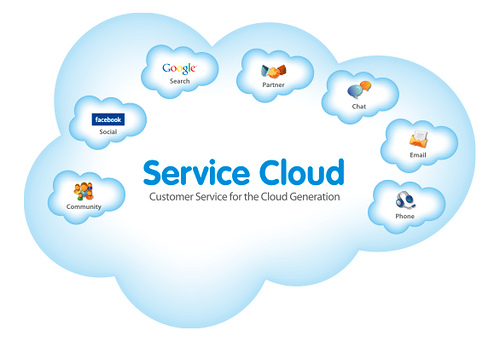 Google
Search
Partner
Chat
facebook
Social
Email
Service Cloud
Customer Service for the Cloud Generation
Community
Phone